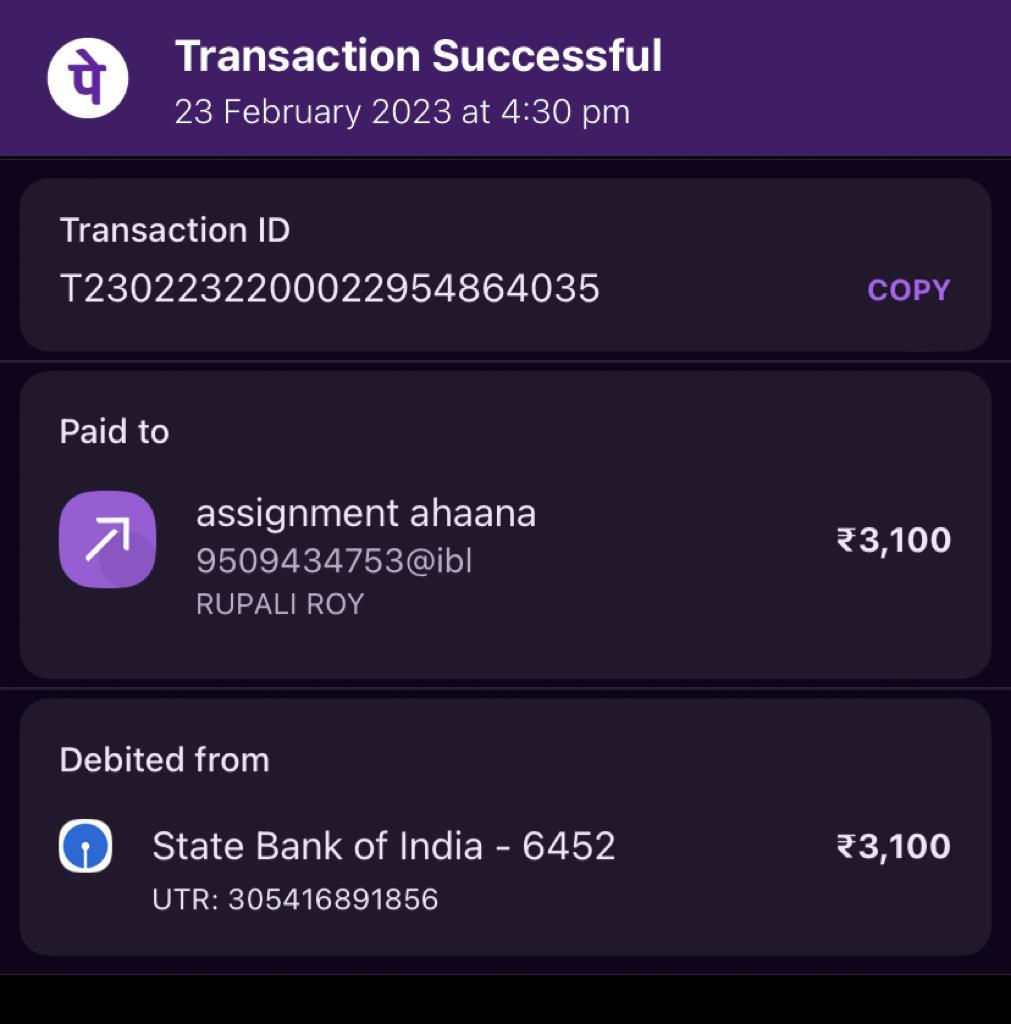 पे
Transaction Successful
23 February 2023 at 4:30 pm
Transaction ID
T2302232200022954864035
COPY
Paid to
assignment ahaana
9509434753@ibl
RUPALI ROY
₹3,100
Debited from
State Bank of India - 6452
₹3,100
UTR: 305416891856